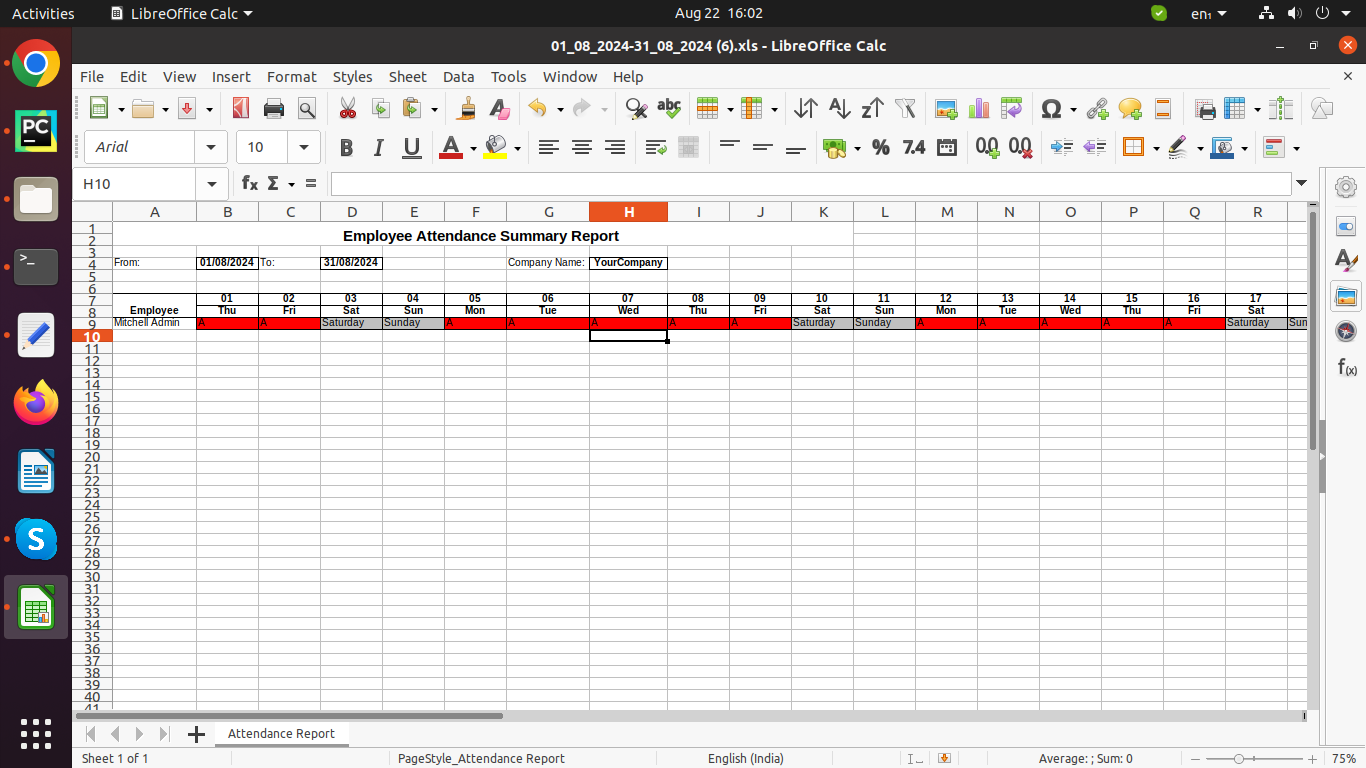 Activities LibreOffice Calc Aug 22 16:02 en₁
01_08_2024-31_08_2024 (6).xls - LibreOffice Calc
File Edit View Insert Format Styles Sheet Data Tools Window Help
Arial 10 7.4
H10
A B C D E F G H I J K L M N O P Q R
1
2 Employee Attendance Summary Report
3
4 From: 01/08/2024 To: 31/08/2024 Company Name: YourCompany
5
6
7 01 02 03 04 05 06 07 08 09 10 11 12 13 14 15 16 17
8 Employee Thu Fri Sat Sun Mon Tue Wed Thu Fri Sat Sun Mon Tue Wed Thu Fri Sat
9 Mitchell Admin A A Saturday Sunday A A A A A Saturday Sunday A A A A A Saturday Sun
10
11
12
13
14
15
16
17
18
19
20
21
22
23
24
25
26
27
28
29
30
31
32
33
34
35
36
37
38
39
40
41
Attendance Report
Sheet 1 of 1 PageStyle_Attendance Report English (India) Average: ; Sum: 0 75%